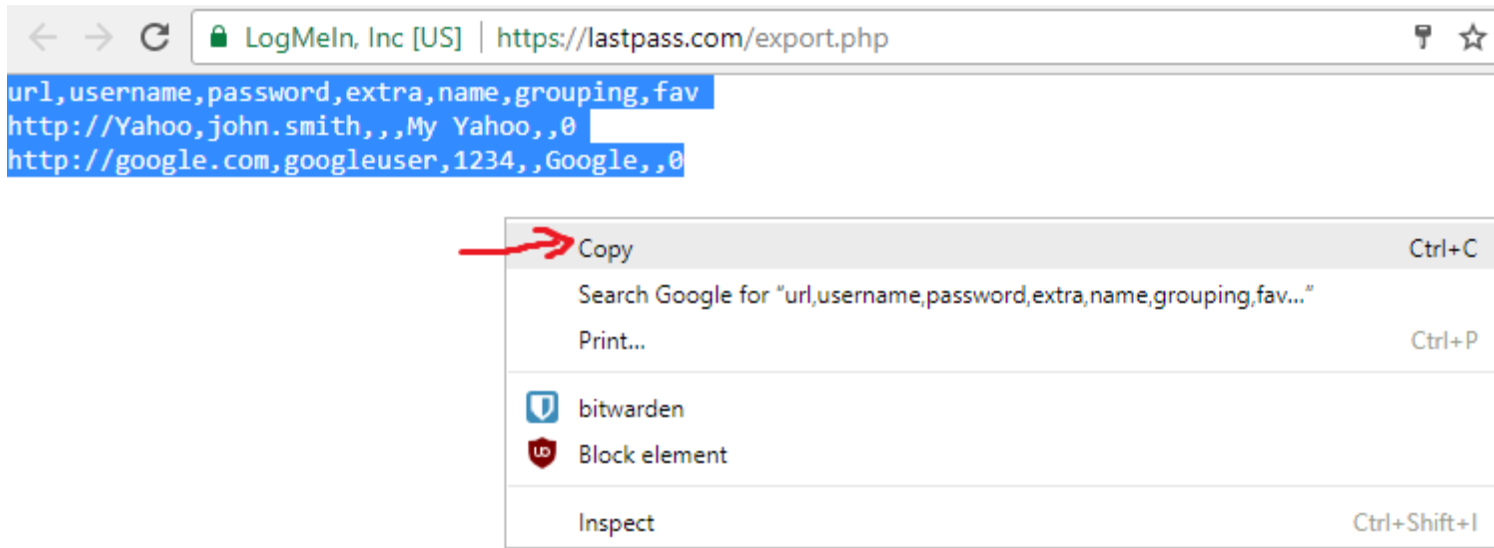 LogMeIn, Inc [US] | https://lastpass.com/export.php
url,username,password,extra,name,grouping,fav
http://Yahoo,john.smith,,,My Yahoo,,0
http://google.com,googleuser,1234,,Google,,0
Copy Ctrl+C
Search Google for “url,username,password,extra,name,grouping,fav...”
Print... Ctrl+P
bitwarden
Block element
Inspect Ctrl+Shift+I